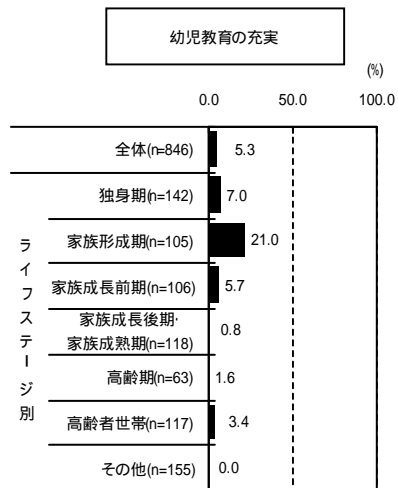 幼児教育の充実
(%)
0.0 50.0 100.0
全体(n=846) 5.3
ライフステージ別
独身期(n=142) 7.0
家族形成期(n=105) 21.0
家族成長前期(n=106) 5.7
家族成長後期・
家族成熟期(n=118) 0.8
高齢期(n=63) 1.6
高齢者世帯(n=117) 3.4
その他(n=155) 0.0